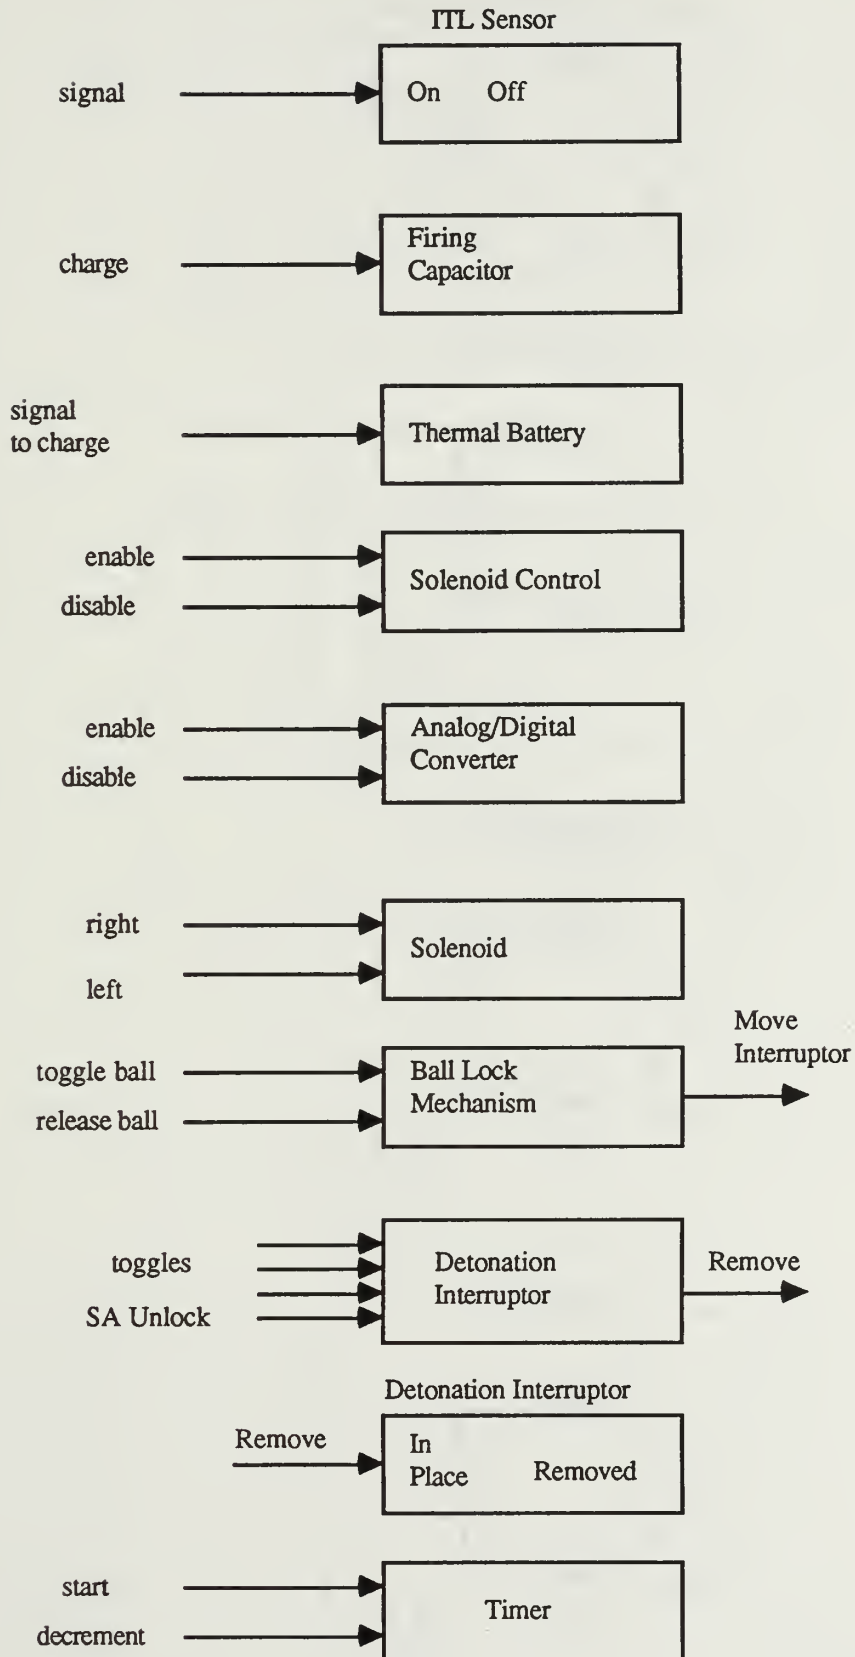 ITL Sensor
signal
On Off
charge
Firing
Capacitor
signal
to charge
Thermal Battery
enable
disable
Solenoid Control
enable
disable
Analog/Digital
Converter
right
left
Solenoid
Move
Interruptor
toggle ball
release ball
Ball Lock
Mechanism
toggles
SA Unlock
Detonation
Interruptor
Remove
Detonation Interruptor
Remove
In
Place
Removed
start
decrement
Timer